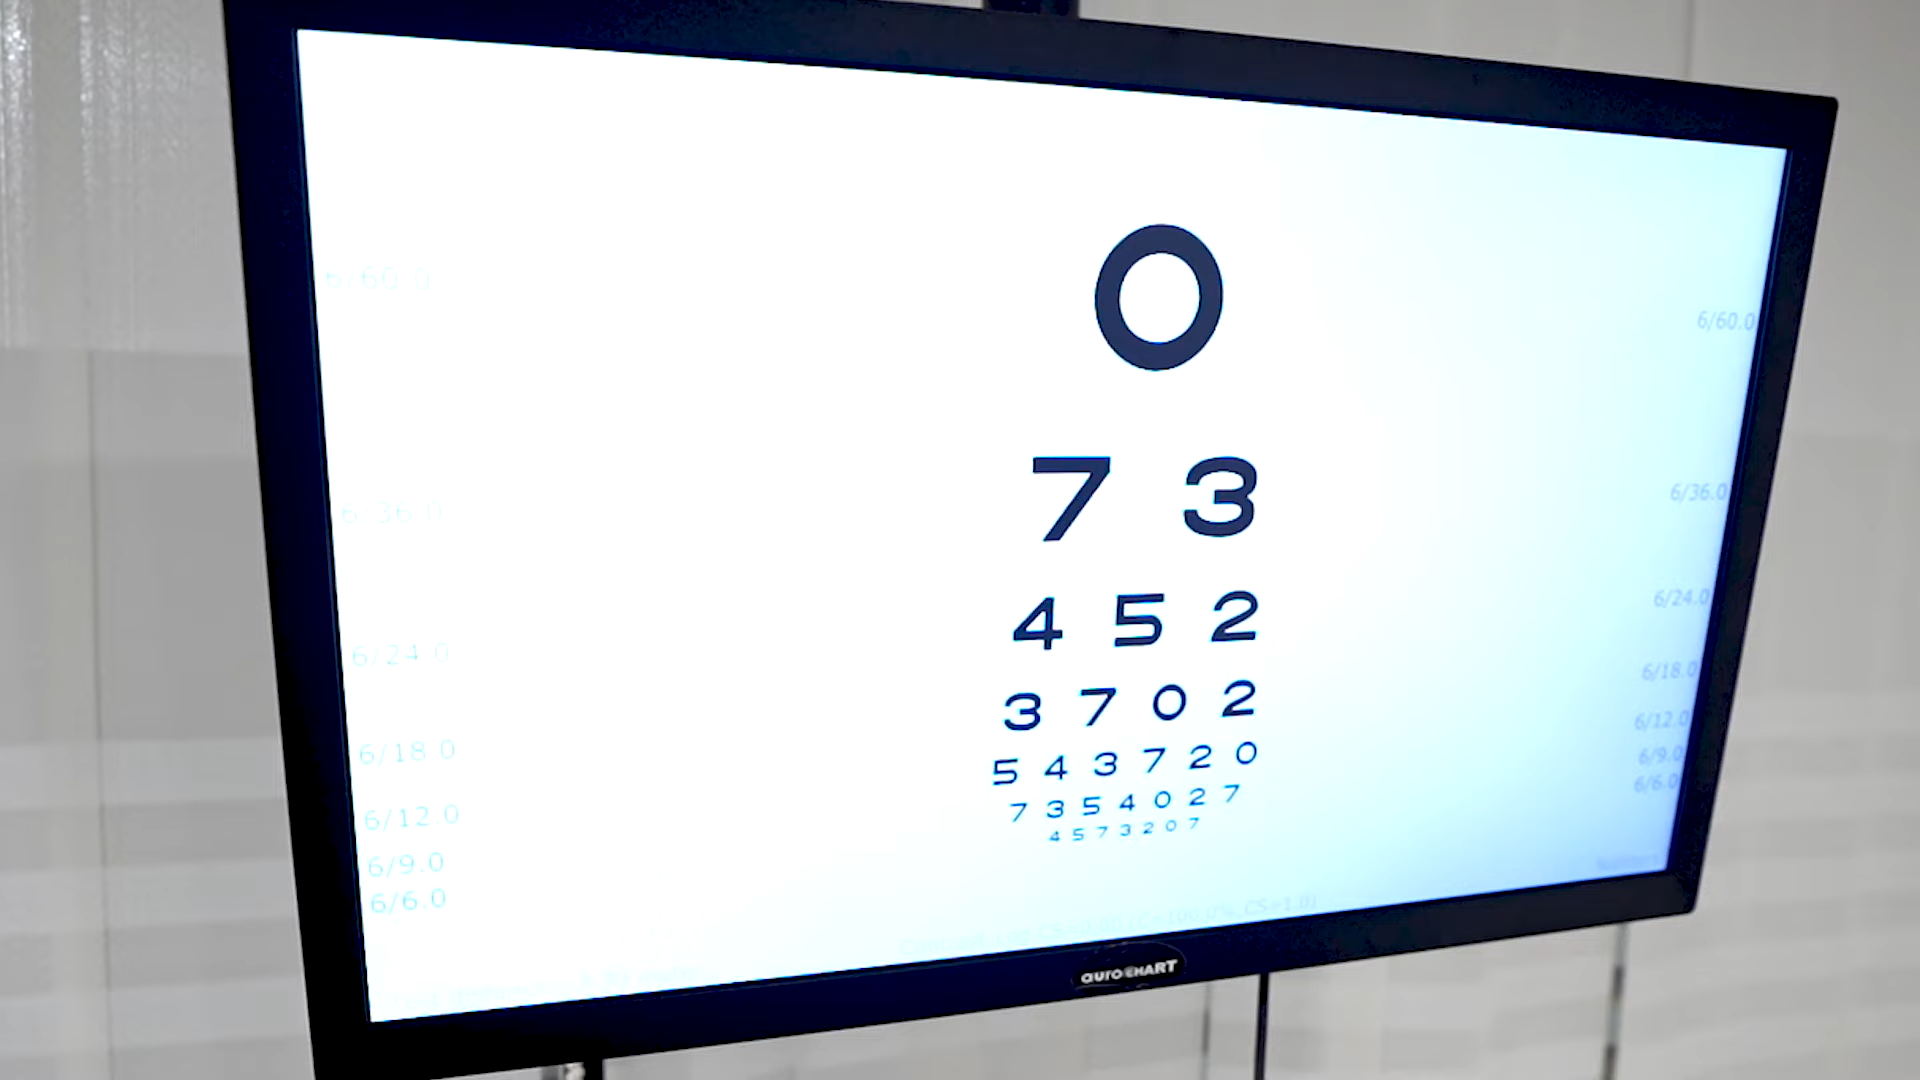 6/60.0 0 6/60.0
6/36.0 7 3 6/36.0
6/24.0 4 5 2 6/24.0
6/18.0 3 7 0 2 6/18.0
6/12.0 5 4 3 7 2 0 6/12.0
6/9.0 7 3 5 4 0 2 7 6/9.0
6/6.0 4 5 7 3 2 0 7 6/6.0
auroCHART